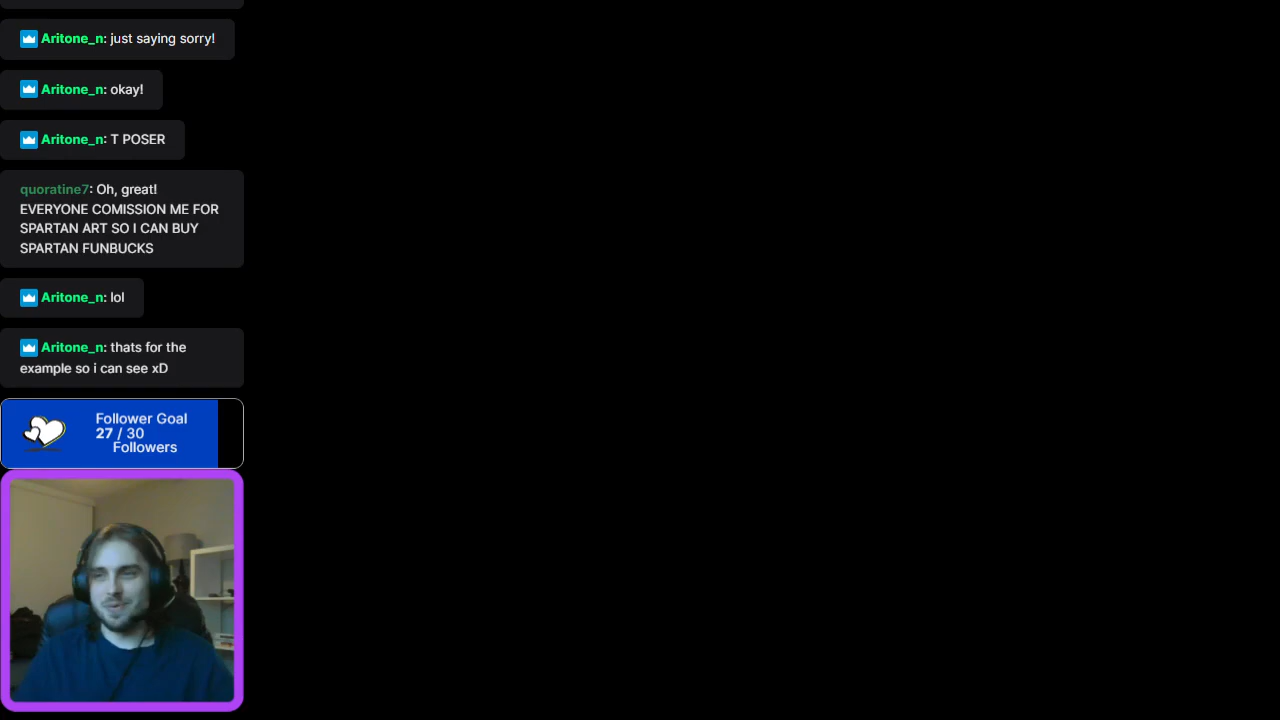 Aritone_n: just saying sorry!
Aritone_n: okay!
Aritone_n: T POSER
quoratine7: Oh, great!
EVERYONE COMISSION ME FOR
SPARTAN ART SO I CAN BUY
SPARTAN FUNBUCKS
Aritone_n: lol
Aritone_n: thats for the
example so i can see xD
Follower Goal
27 / 30
Followers